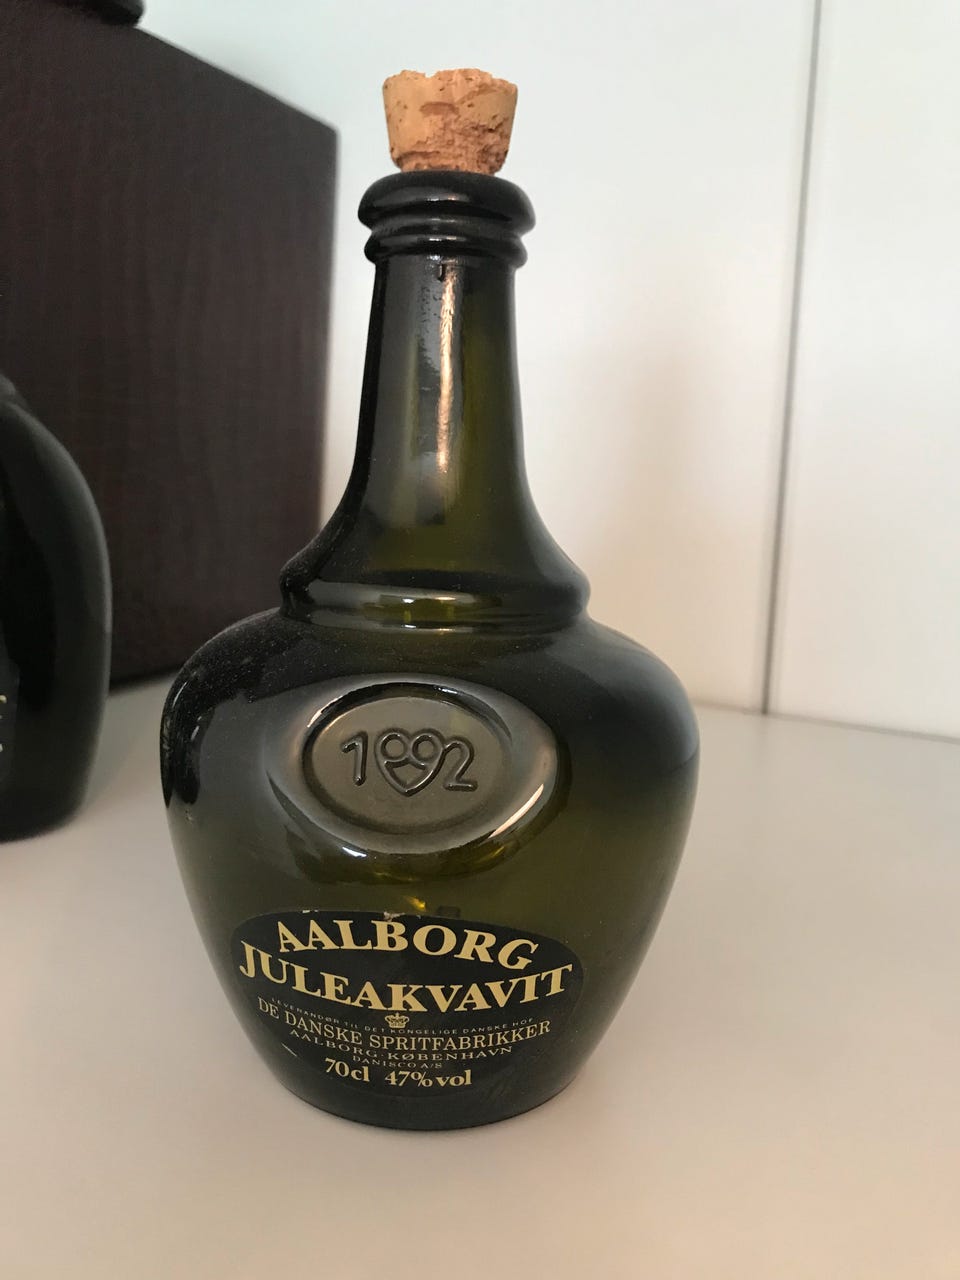 1992
AALBORG
JULEAKVAVIT
LEVERANDØR TIL DET KONGELIGE DANSKE HOF
DE DANSKE SPRITFABRIKKER
AALBORG · KØBENHAVN
DANISCO A/S
70cl 47% vol